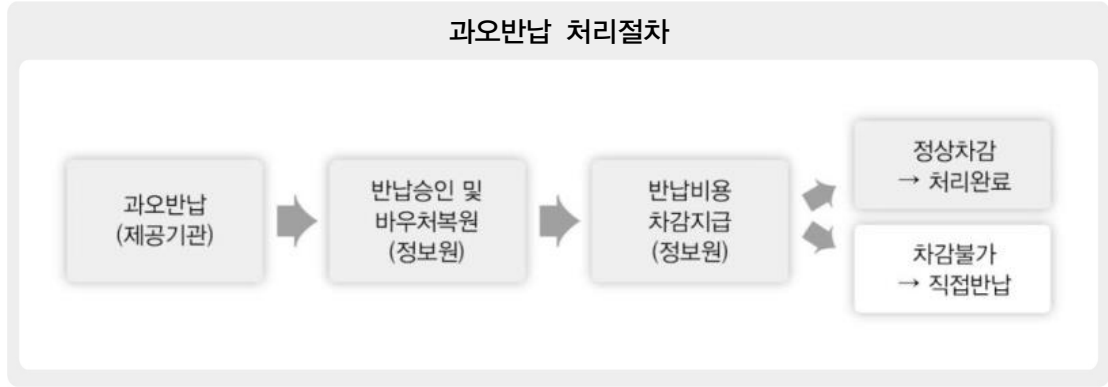 과오반납 처리절차
과오반납
(제공기관)
반납승인 및
바우처복원
(정보원)
반납비용
차감지급
(정보원)
정상차감
→ 처리완료
차감불가
→ 직접반납